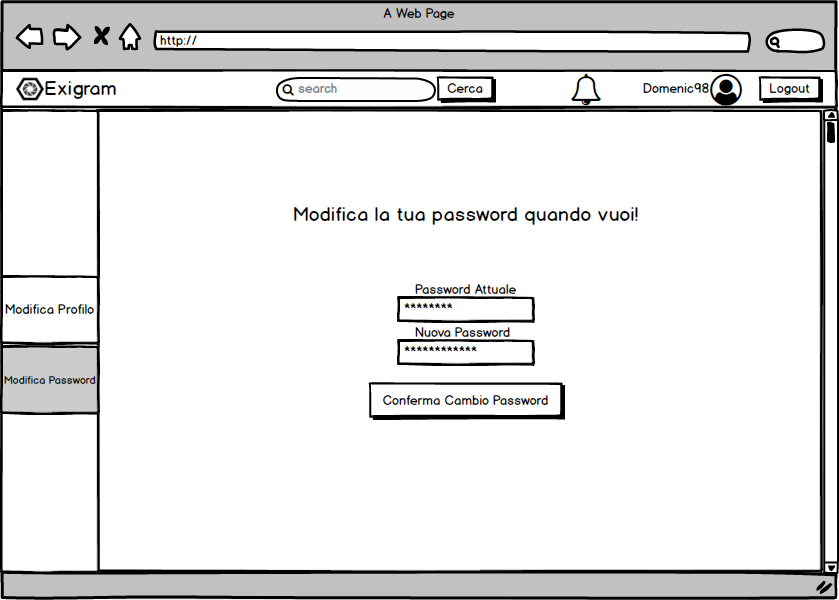 A Web Page
http://
Exigram
search
Cerca
Domenic98
Logout
Modifica la tua password quando vuoi!
Modifica Profilo
Modifica Password
Password Attuale
********
Nuova Password
************
Conferma Cambio Password